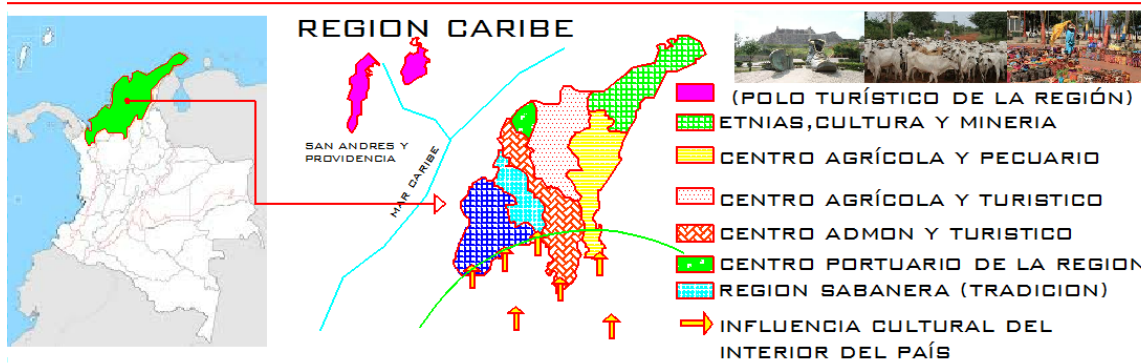 REGION CARIBE
SAN ANDRES Y
PROVIDENCIA
MAR CARIBE
(POLO TURÍSTICO DE LA REGIÓN)
ETNIAS,CULTURA Y MINERIA
CENTRO AGRÍCOLA Y PECUARIO
CENTRO AGRÍCOLA Y TURISTICO
CENTRO ADMON Y TURISTICO
CENTRO PORTUARIO DE LA REGION
REGION SABANERA (TRADICION)
INFLUENCIA CULTURAL DEL
INTERIOR DEL PAÍS